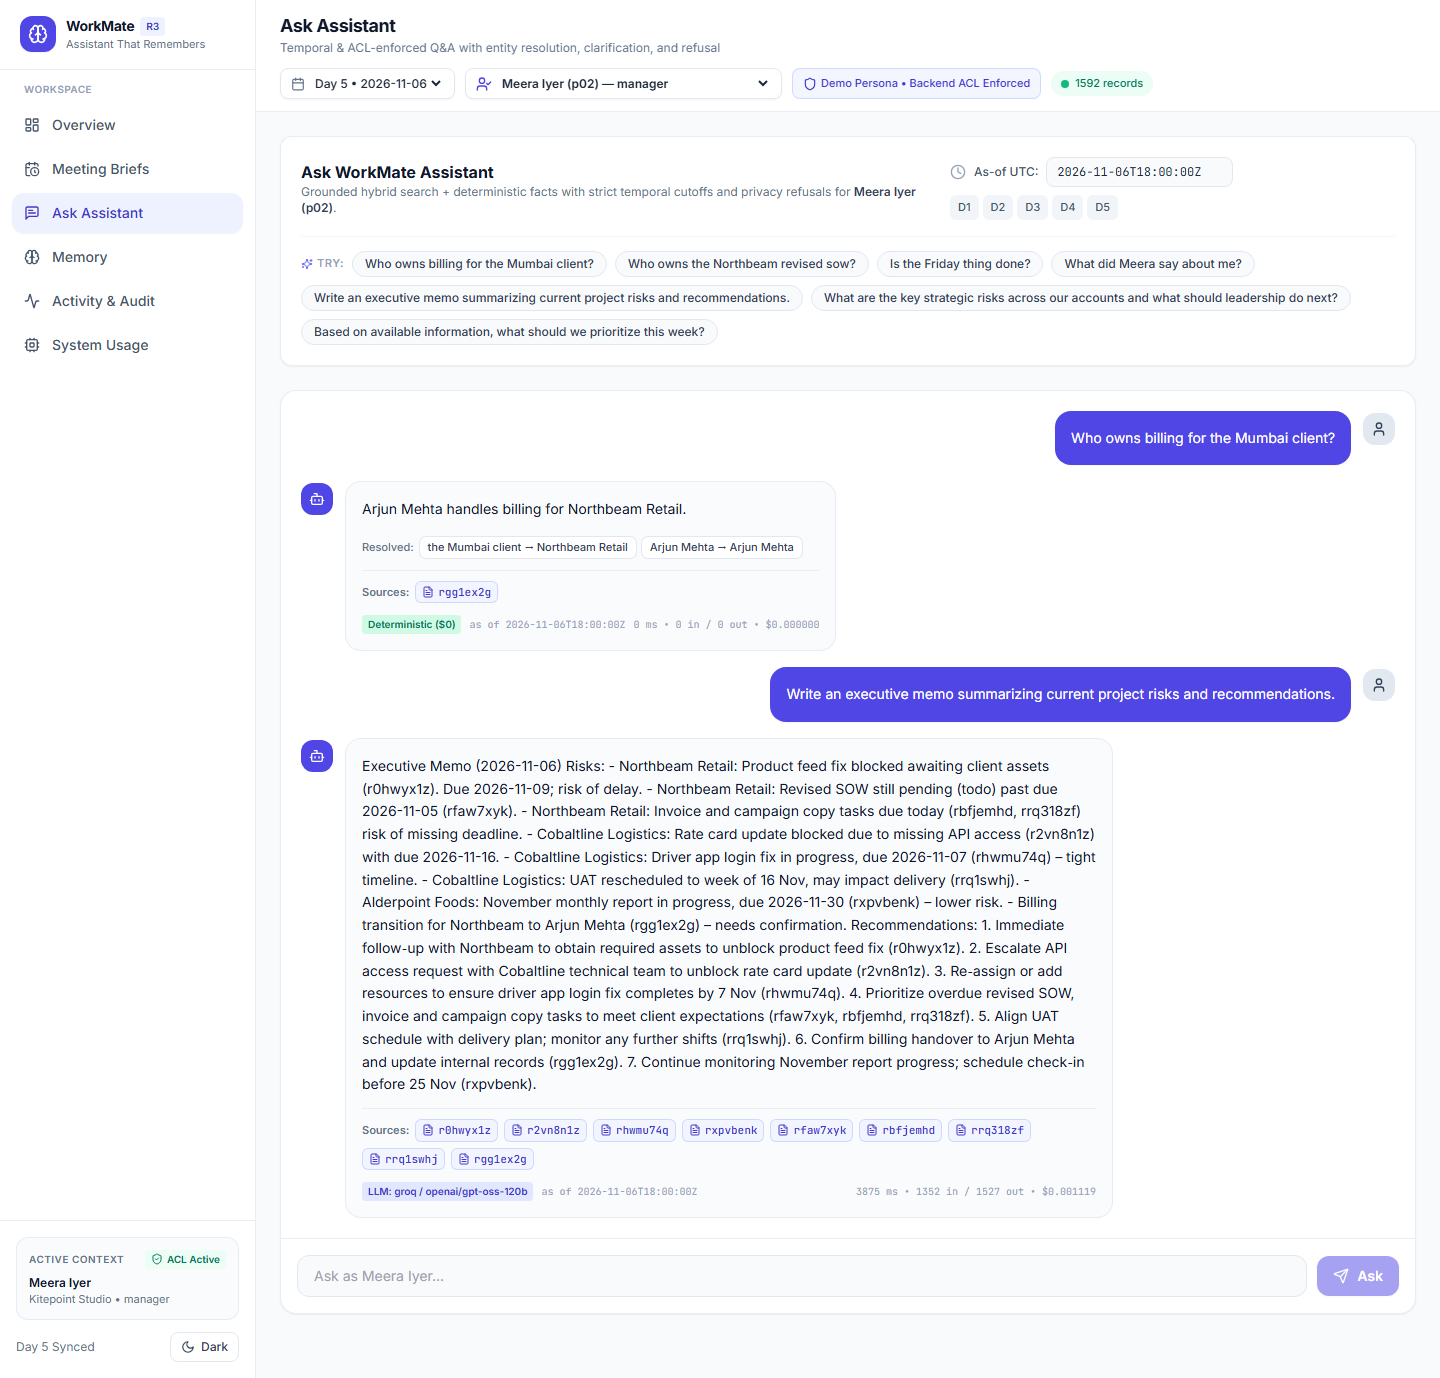 WorkMate R3
Assistant That Remembers
WORKSPACE
Overview
Meeting Briefs
Ask Assistant
Memory
Activity & Audit
System Usage
ACTIVE CONTEXT
ACL Active
Meera Iyer
Kitepoint Studio • manager
Day 5 Synced
Dark
Ask Assistant
Temporal & ACL-enforced Q&A with entity resolution, clarification, and refusal
Day 5 • 2026-11-06
Meera Iyer (p02) — manager
Demo Persona • Backend ACL Enforced
1592 records
Ask WorkMate Assistant
Grounded hybrid search + deterministic facts with strict temporal cutoffs and privacy refusals for Meera Iyer
(p02).
As-of UTC: 2026-11-06T18:00:00Z
D1 D2 D3 D4 D5
TRY: Who owns billing for the Mumbai client? Who owns the Northbeam revised sow? Is the Friday thing done? What did Meera say about me?
Write an executive memo summarizing current project risks and recommendations. What are the key strategic risks across our accounts and what should leadership do next?
Based on available information, what should we prioritize this week?
Who owns billing for the Mumbai client?
Arjun Mehta handles billing for Northbeam Retail.
Resolved: the Mumbai client → Northbeam Retail Arjun Mehta → Arjun Mehta
Sources: rgg1ex2g
Deterministic ($0) as of 2026-11-06T18:00:00Z 0 ms • 0 in / 0 out • $0.000000
Write an executive memo summarizing current project risks and recommendations.
Executive Memo (2026-11-06) Risks: - Northbeam Retail: Product feed fix blocked awaiting client assets
(r0hwyx1z). Due 2026-11-09; risk of delay. - Northbeam Retail: Revised SOW still pending (todo) past due
2026-11-05 (rfaw7xyk). - Northbeam Retail: Invoice and campaign copy tasks due today (rbfjemhd, rrq318zf)
risk of missing deadline. - Cobaltline Logistics: Rate card update blocked due to missing API access (r2vn8n1z)
with due 2026-11-16. - Cobaltline Logistics: Driver app login fix in progress, due 2026-11-07 (rhwmu74q) – tight
timeline. - Cobaltline Logistics: UAT rescheduled to week of 16 Nov, may impact delivery (rrq1swhj). -
Alderpoint Foods: November monthly report in progress, due 2026-11-30 (rxpvbenk) – lower risk. - Billing
transition for Northbeam to Arjun Mehta (rgg1ex2g) – needs confirmation. Recommendations: 1. Immediate
follow-up with Northbeam to obtain required assets to unblock product feed fix (r0hwyx1z). 2. Escalate API
access request with Cobaltline technical team to unblock rate card update (r2vn8n1z). 3. Re-assign or add
resources to ensure driver app login fix completes by 7 Nov (rhwmu74q). 4. Prioritize overdue revised SOW,
invoice and campaign copy tasks to meet client expectations (rfaw7xyk, rbfjemhd, rrq318zf). 5. Align UAT
schedule with delivery plan; monitor any further shifts (rrq1swhj). 6. Confirm billing handover to Arjun Mehta
and update internal records (rgg1ex2g). 7. Continue monitoring November report progress; schedule check-in
before 25 Nov (rxpvbenk).
Sources: r0hwyx1z r2vn8n1z rhwmu74q rxpvbenk rfaw7xyk rbfjemhd rrq318zf
rrq1swhj rgg1ex2g
LLM: groq / openai/gpt-oss-120b as of 2026-11-06T18:00:00Z 3875 ms • 1352 in / 1527 out • $0.001119
Ask as Meera Iyer...
Ask